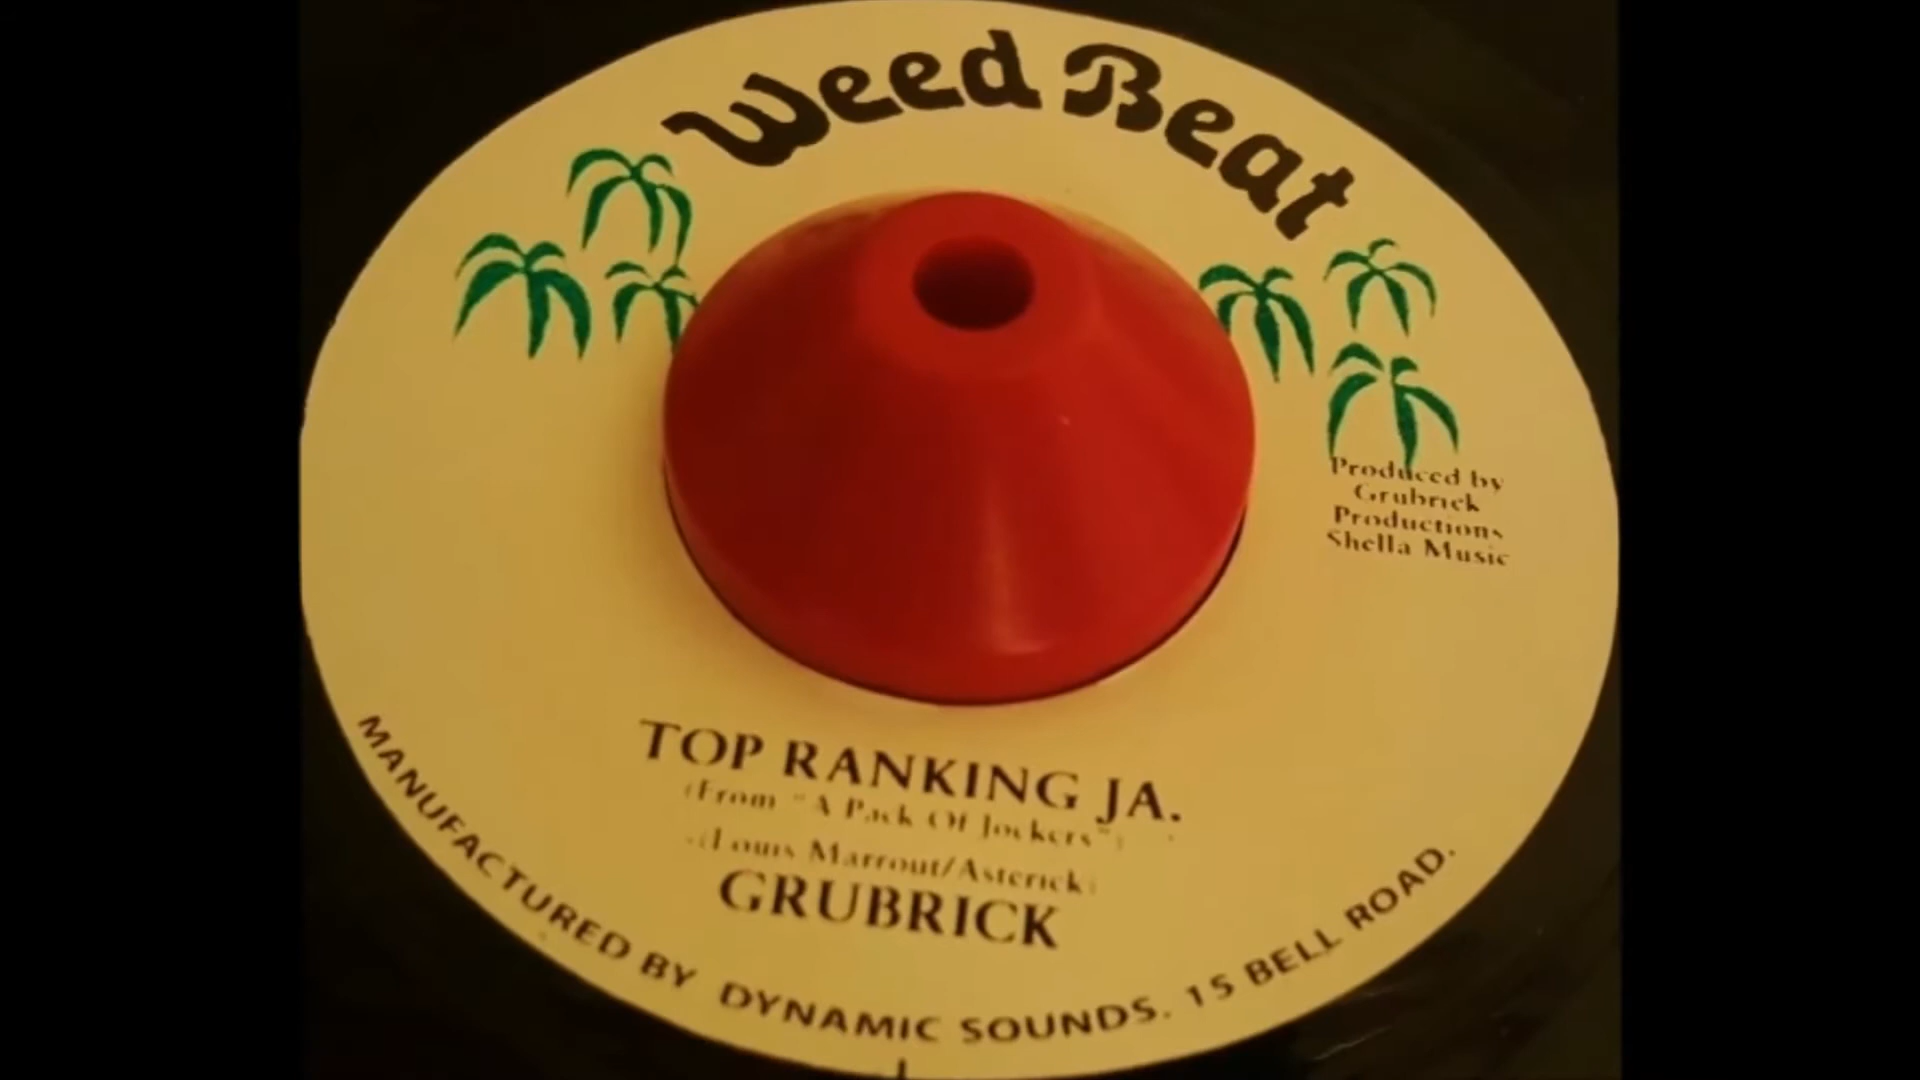 Weed Beat
Produced by
Grubrick
Productions
Shella Music
TOP RANKING JA.
(From "A Pack Of Jockers")
(Louis Marrout/Asterick)
GRUBRICK
MANUFACTURED BY DYNAMIC SOUNDS. 15 BELL ROAD.